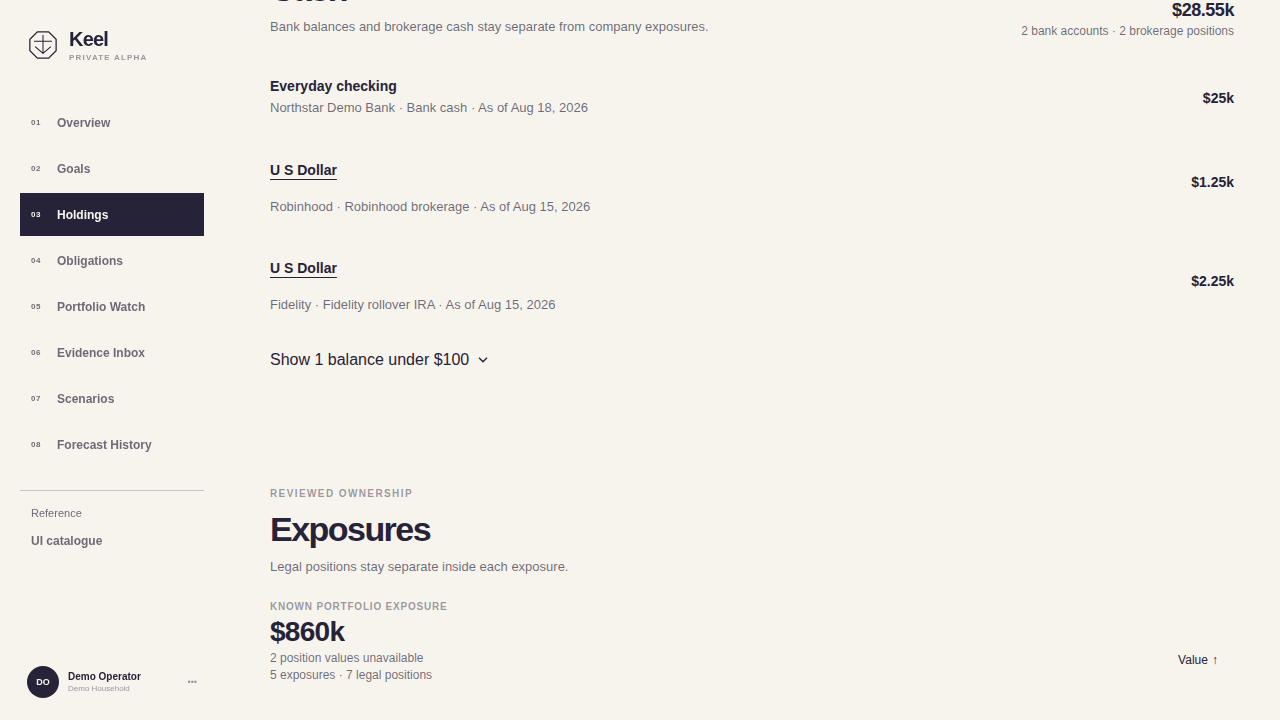 Keel
PRIVATE ALPHA
01 Overview
02 Goals
03 Holdings
04 Obligations
05 Portfolio Watch
06 Evidence Inbox
07 Scenarios
08 Forecast History
Reference
UI catalogue
DO
Demo Operator
Demo Household
•••
Bank balances and brokerage cash stay separate from company exposures.
$28.55k
2 bank accounts · 2 brokerage positions
Everyday checking
Northstar Demo Bank · Bank cash · As of Aug 18, 2026
$25k
U S Dollar
Robinhood · Robinhood brokerage · As of Aug 15, 2026
$1.25k
U S Dollar
Fidelity · Fidelity rollover IRA · As of Aug 15, 2026
$2.25k
Show 1 balance under $100
REVIEWED OWNERSHIP
Exposures
Legal positions stay separate inside each exposure.
KNOWN PORTFOLIO EXPOSURE
$860k
2 position values unavailable
5 exposures · 7 legal positions
Value ↑